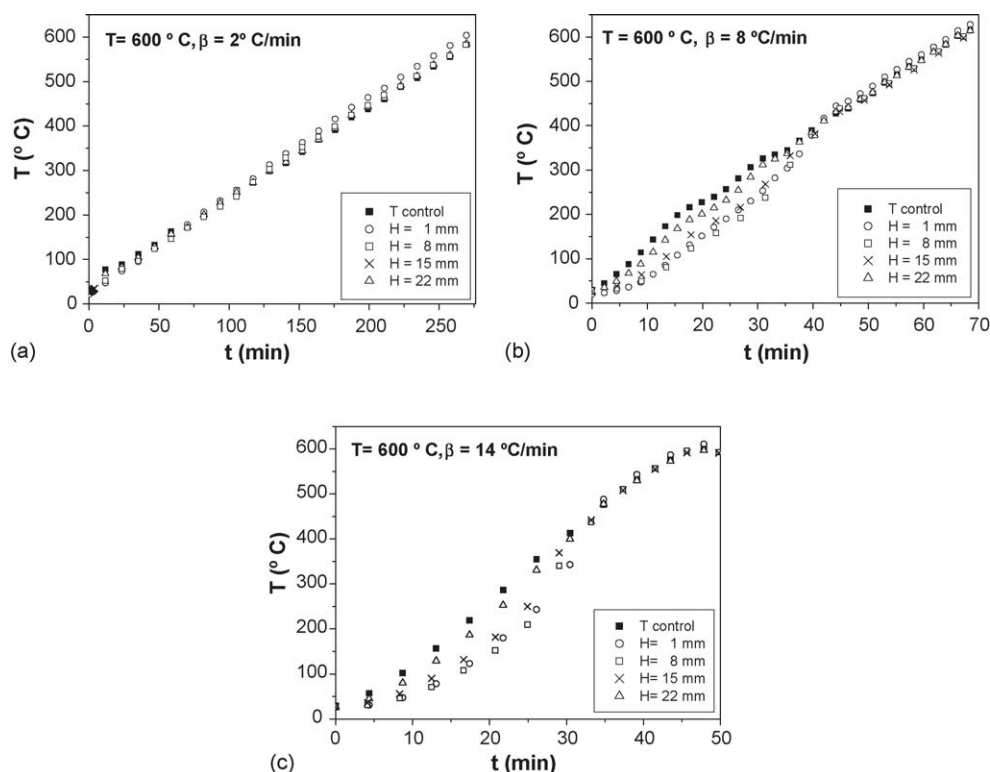 T= 600 º C, β = 2º C/min
T (º C)
600
500
400
300
200
100
0
T control
H = 1 mm
H = 8 mm
H = 15 mm
H = 22 mm
0 50 100 150 200 250
t (min)
(a)
T = 600 º C, β = 8 ºC/min
T (º C)
600
500
400
300
200
100
0
T control
H = 1 mm
H = 8 mm
H = 15 mm
H = 22 mm
0 10 20 30 40 50 60 70
t (min)
(b)
T= 600 º C, β = 14 ºC/min
T (º C)
600
500
400
300
200
100
0
T control
H= 1 mm
H= 8 mm
H= 15 mm
H= 22 mm
0 10 20 30 40 50
t (min)
(c)